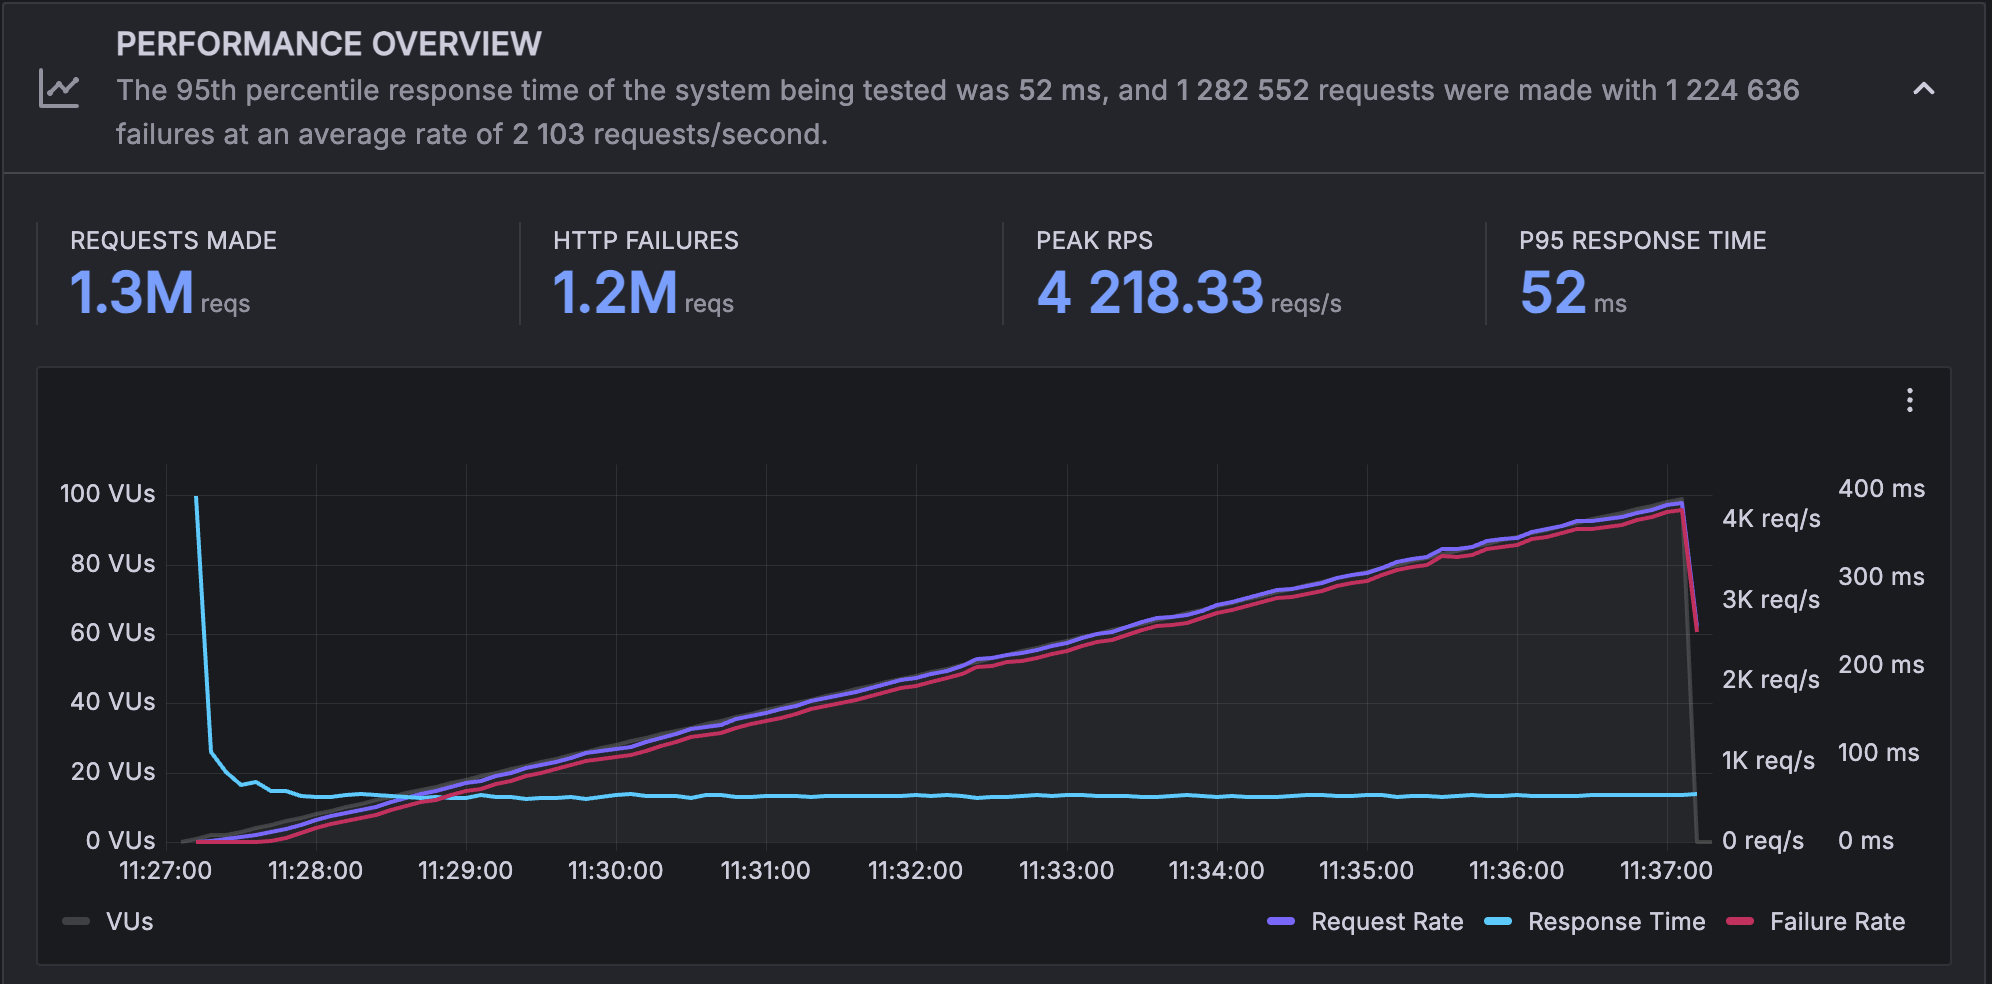 PERFORMANCE OVERVIEW
The 95th percentile response time of the system being tested was 52 ms, and 1 282 552 requests were made with 1 224 636
failures at an average rate of 2 103 requests/second.
REQUESTS MADE
1.3M reqs
HTTP FAILURES
1.2M reqs
PEAK RPS
4 218.33 reqs/s
P95 RESPONSE TIME
52 ms
100 VUs
80 VUs
60 VUs
40 VUs
20 VUs
0 VUs
4K req/s
3K req/s
2K req/s
1K req/s
0 req/s
400 ms
300 ms
200 ms
100 ms
0 ms
11:27:00 11:28:00 11:29:00 11:30:00 11:31:00 11:32:00 11:33:00 11:34:00 11:35:00 11:36:00 11:37:00
VUs Request Rate Response Time Failure Rate